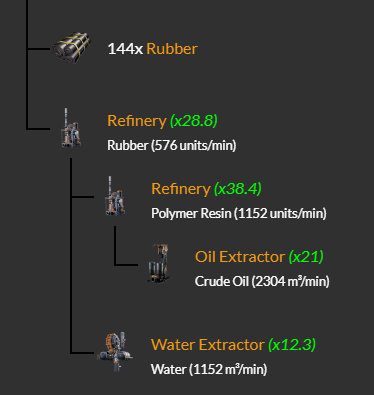 144x Rubber
Refinery (x28.8)
Rubber (576 units/min)
Refinery (x38.4)
Polymer Resin (1152 units/min)
Oil Extractor (x21)
Crude Oil (2304 m³/min)
Water Extractor (x12.3)
Water (1152 m³/min)